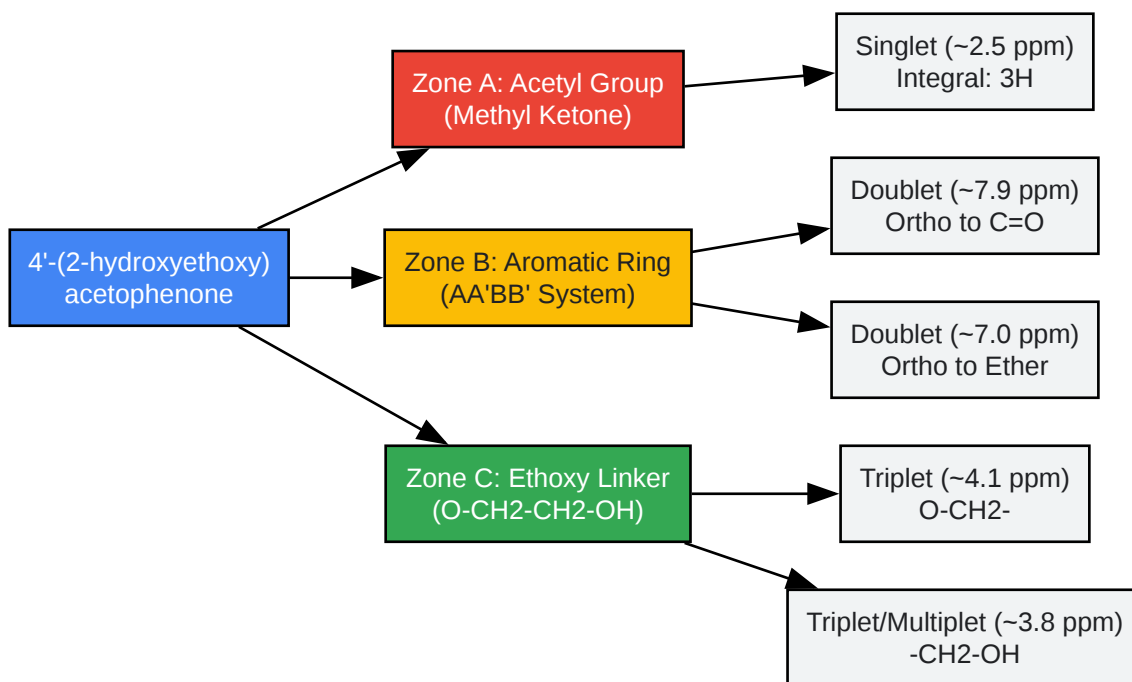 4'-(2-hydroxyethoxy)
acetophenone
Zone A: Acetyl Group
(Methyl Ketone)
Singlet (~2.5 ppm)
Integral: 3H
Zone B: Aromatic Ring
(AA'BB' System)
Doublet (~7.9 ppm)
Ortho to C=O
Doublet (~7.0 ppm)
Ortho to Ether
Zone C: Ethoxy Linker
(O-CH2-CH2-OH)
Triplet (~4.1 ppm)
O-CH2-
Triplet/Multiplet (~3.8 ppm)
-CH2-OH